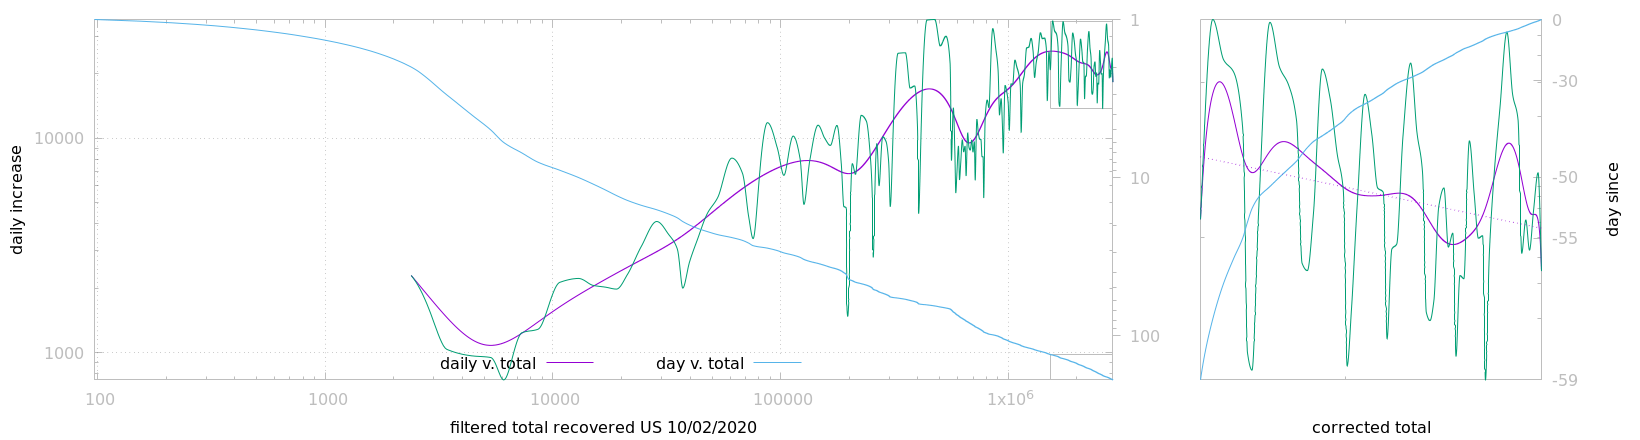 daily increase
10000
1000
daily v. total
day v. total
100
1000
10000
100000
1x10^6
filtered total recovered US 10/02/2020
1
10
100
0
-30
-50
-55
-59
day since
corrected total